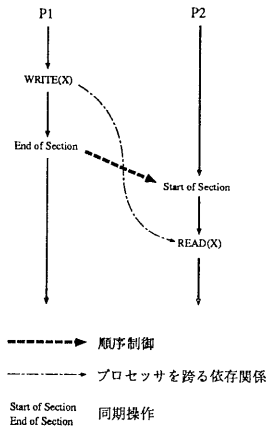 P1 P2
WRITE(X)
End of Section
Start of Section
READ(X)
順序制御
プロセッサを跨る依存関係
Start of Section
End of Section
同期操作